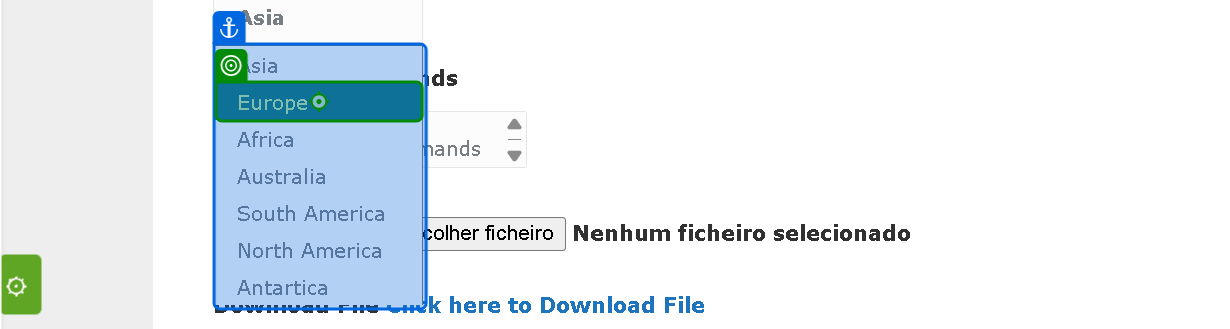 Asia
Asia
nds
Europe
Africa
mands
Australia
South America
colher ficheiro Nenhum ficheiro selecionado
North America
Antartica
Download File Click here to Download File